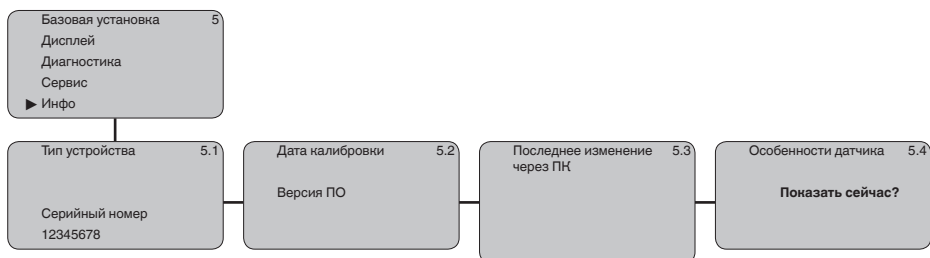 Базовая установка 5
Дисплей
Диагностика
Сервис
▶ Инфо
Тип устройства 5.1
Серийный номер
12345678
Дата калибровки 5.2
Версия ПО
Последнее изменение 5.3
через ПК
Особенности датчика 5.4
Показать сейчас?